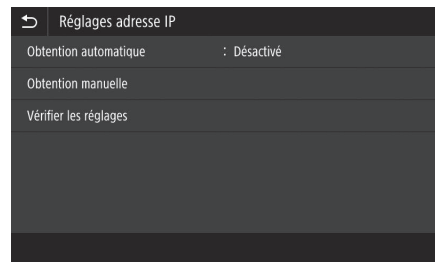 Réglages adresse IP
Obtention automatique : Désactivé
Obtention manuelle
Vérifier les réglages